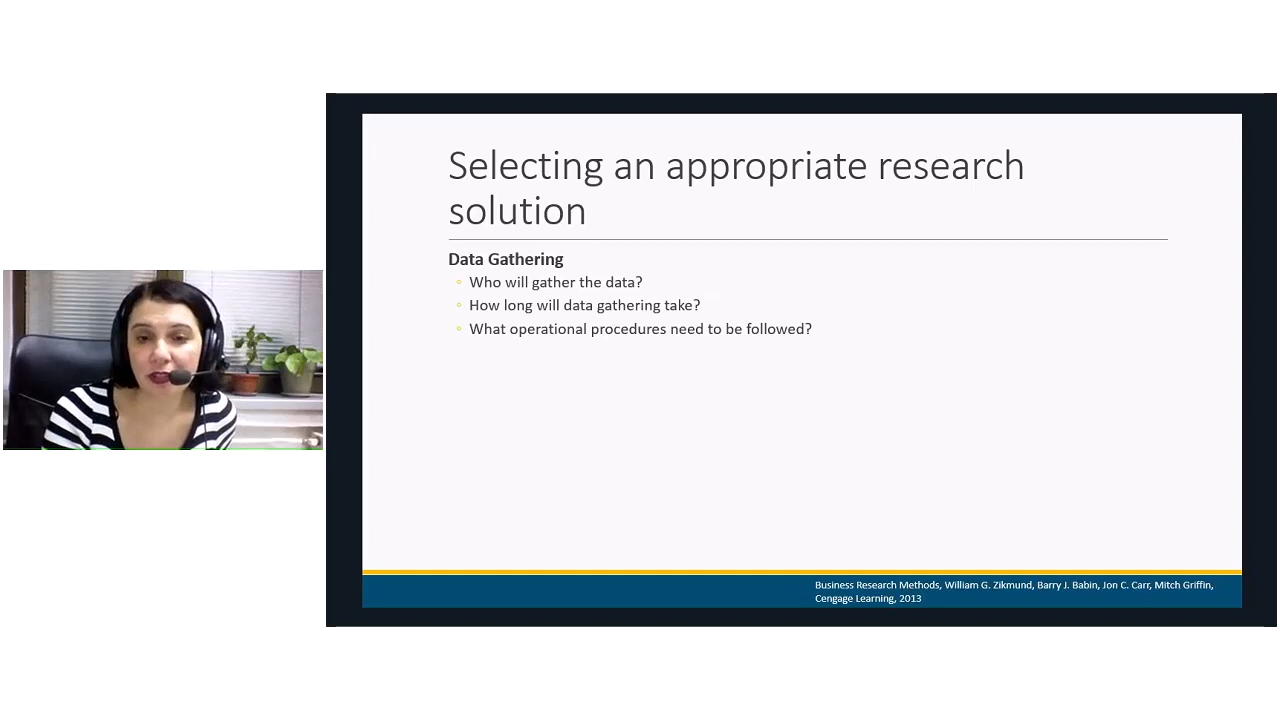 Selecting an appropriate research
solution
Data Gathering
Who will gather the data?
How long will data gathering take?
What operational procedures need to be followed?
Business Research Methods, William G. Zikmund, Barry J. Babin, Jon C. Carr, Mitch Griffin,
Cengage Learning, 2013